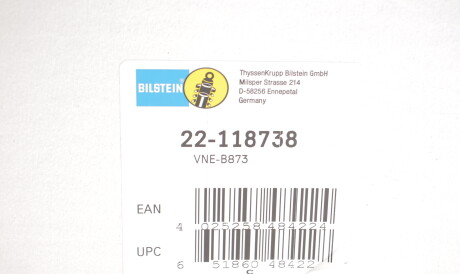 BILSTEIN
ThyssenKrupp Bilstein GmbH
Milsper Strasse 214
D-58256 Ennepetal
Germany
22-118738
VNE-B873
EAN
4 025258 484224
UPC
6 51860 48422